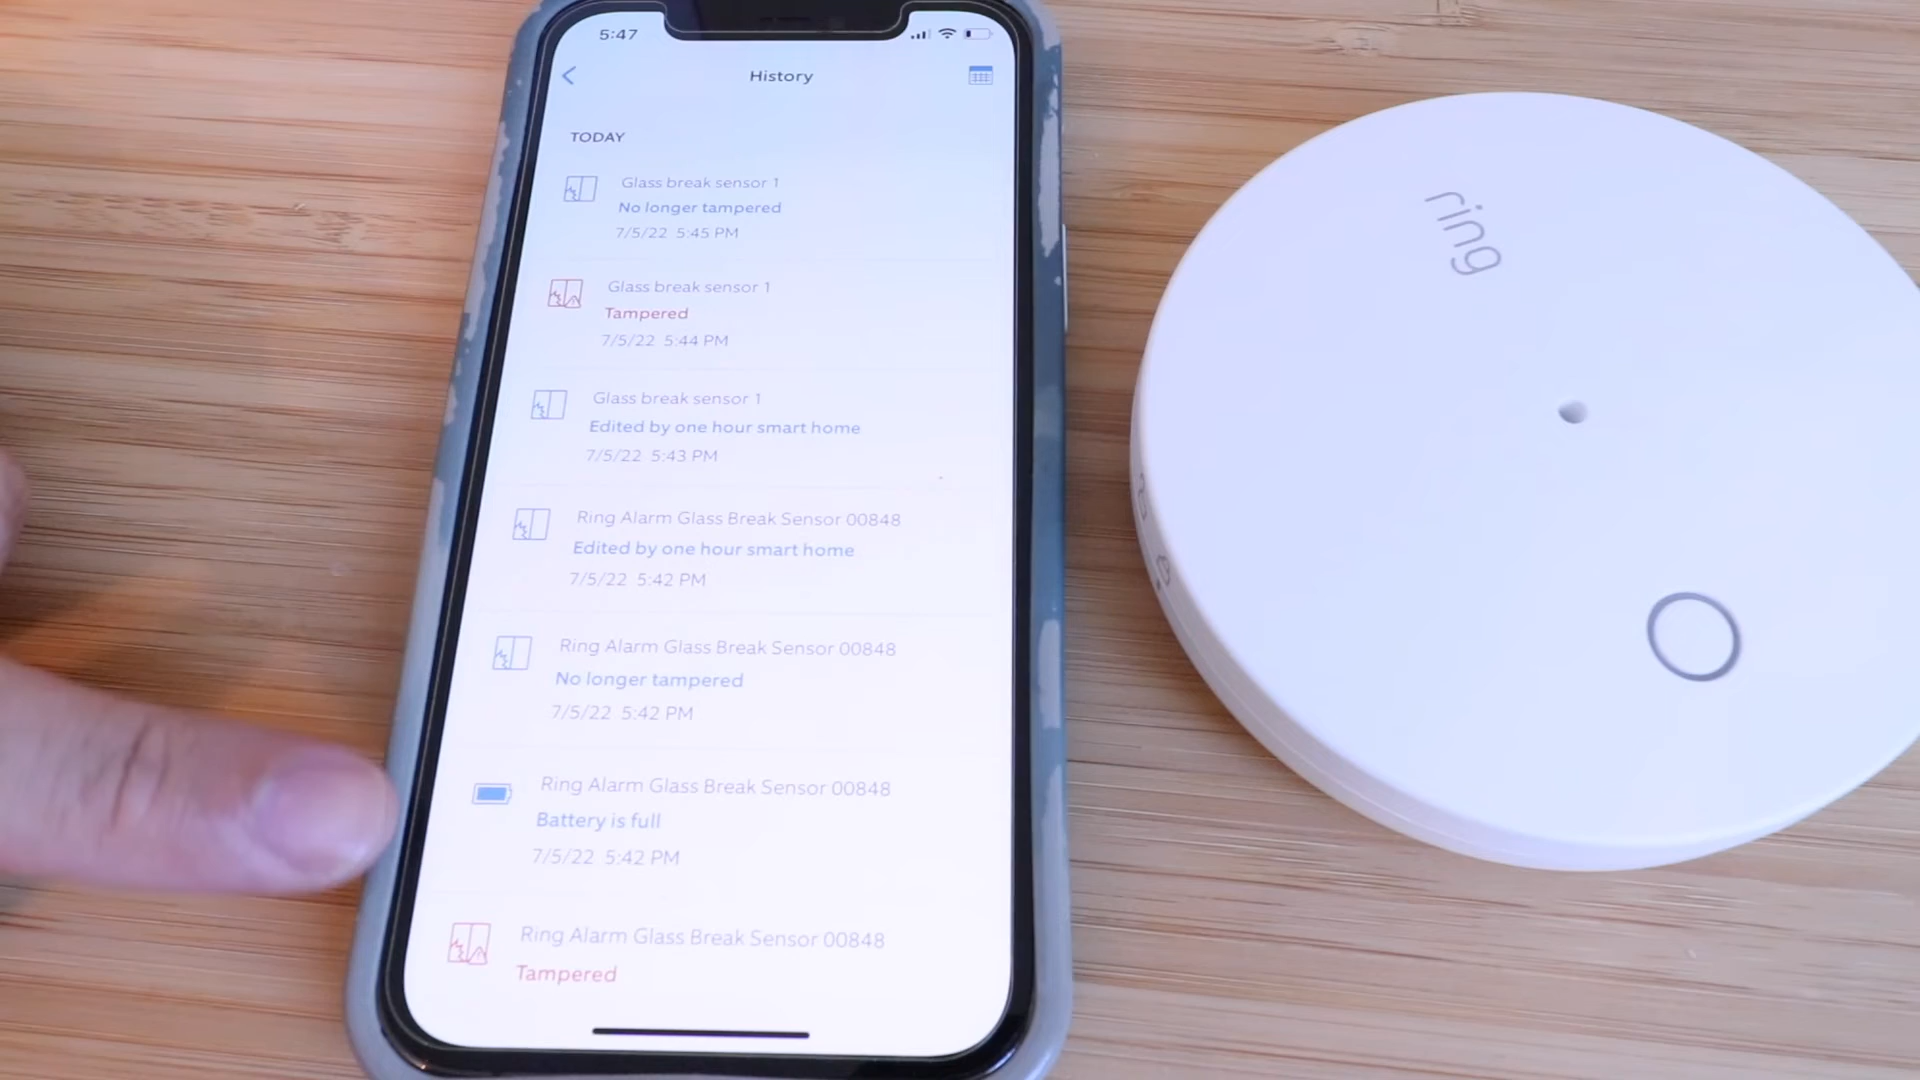 5:47
History
TODAY
Glass break sensor 1
No longer tampered
7/5/22 5:45 PM
Glass break sensor 1
Tampered
7/5/22 5:44 PM
Glass break sensor 1
Edited by one hour smart home
7/5/22 5:43 PM
Ring Alarm Glass Break Sensor 00848
Edited by one hour smart home
7/5/22 5:42 PM
Ring Alarm Glass Break Sensor 00848
No longer tampered
7/5/22 5:42 PM
Ring Alarm Glass Break Sensor 00848
Battery is full
7/5/22 5:42 PM
Ring Alarm Glass Break Sensor 00848
Tampered
ring